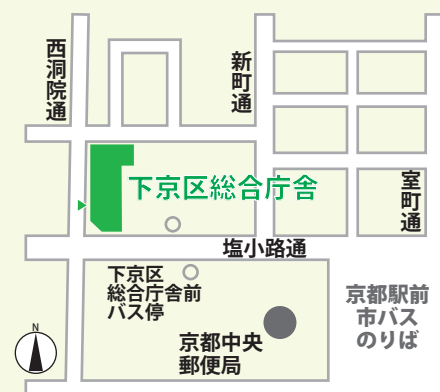 西洞院通
新町通
下京区総合庁舎
室町通
塩小路通
下京区
総合庁舎前
バス停
京都駅前
市バス
のりば
京都中央
郵便局
N